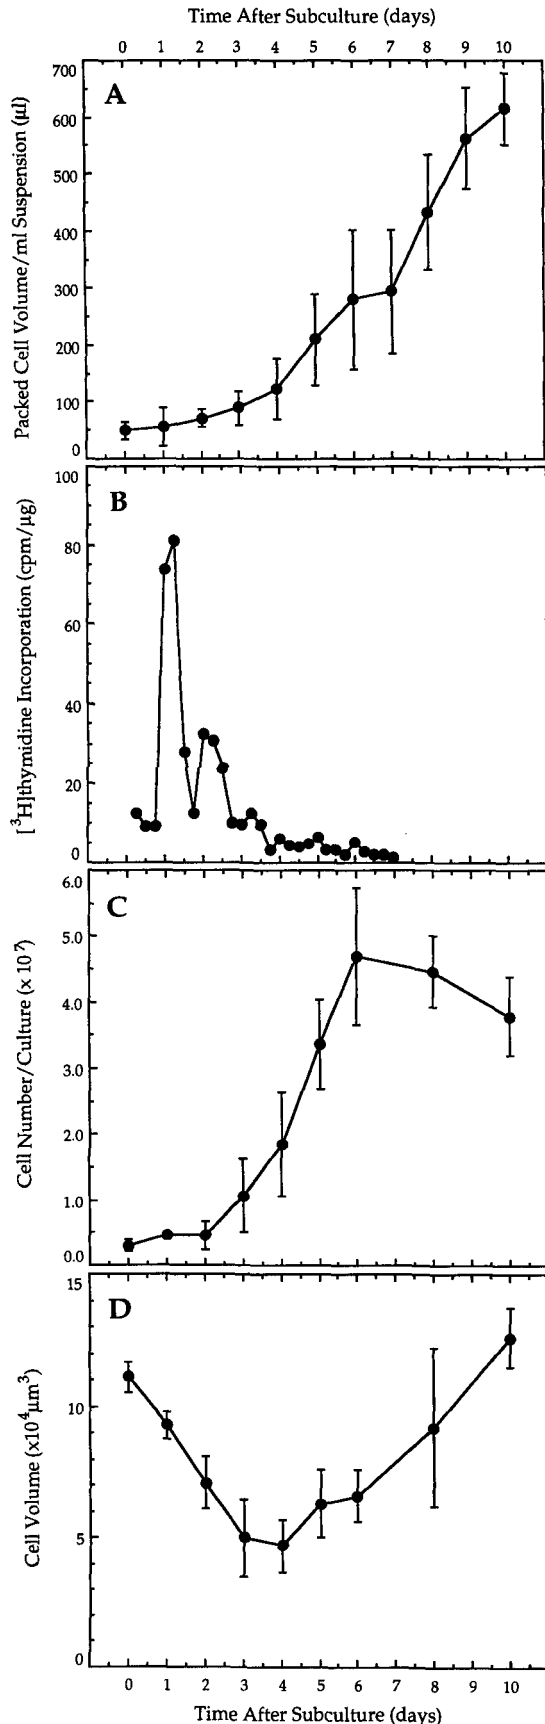 Time After Subculture (days)
0 1 2 3 4 5 6 7 8 9 10
A
Packed Cell Volume/ml Suspension (µl)
700
600
500
400
300
200
100
0
B
[³H]thymidine Incorporation (cpm/µg)
100
80
60
40
20
0
C
Cell Number/Culture (x 10⁷)
6.0
5.0
4.0
3.0
2.0
1.0
0.0
D
Cell Volume (x10⁴µm³)
15
10
5
0
0 1 2 3 4 5 6 7 8 9 10
Time After Subculture (days)